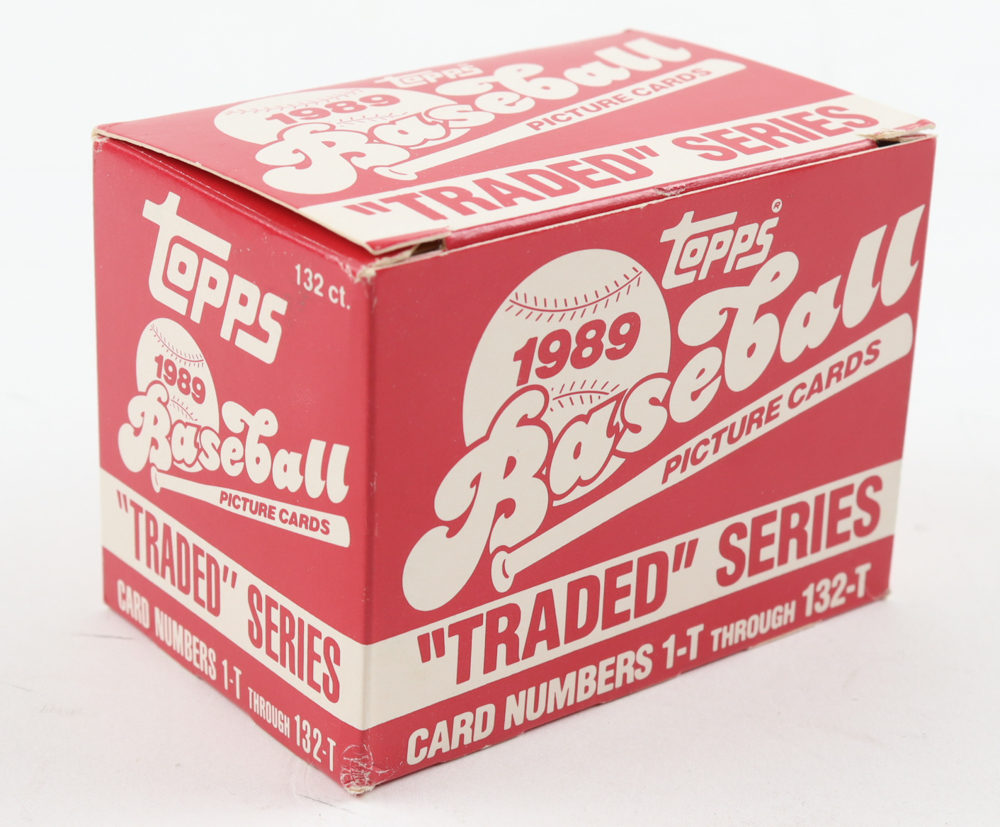 TOPPS
1989
Baseball
PICTURE CARDS
"TRADED" SERIES
TOPPS
132 ct.
1989
Baseball
PICTURE CARDS
"TRADED" SERIES
CARD NUMBERS 1-T THROUGH 132-T
TOPPS®
1989
Baseball
PICTURE CARDS
"TRADED" SERIES
CARD NUMBERS 1-T THROUGH 132-T